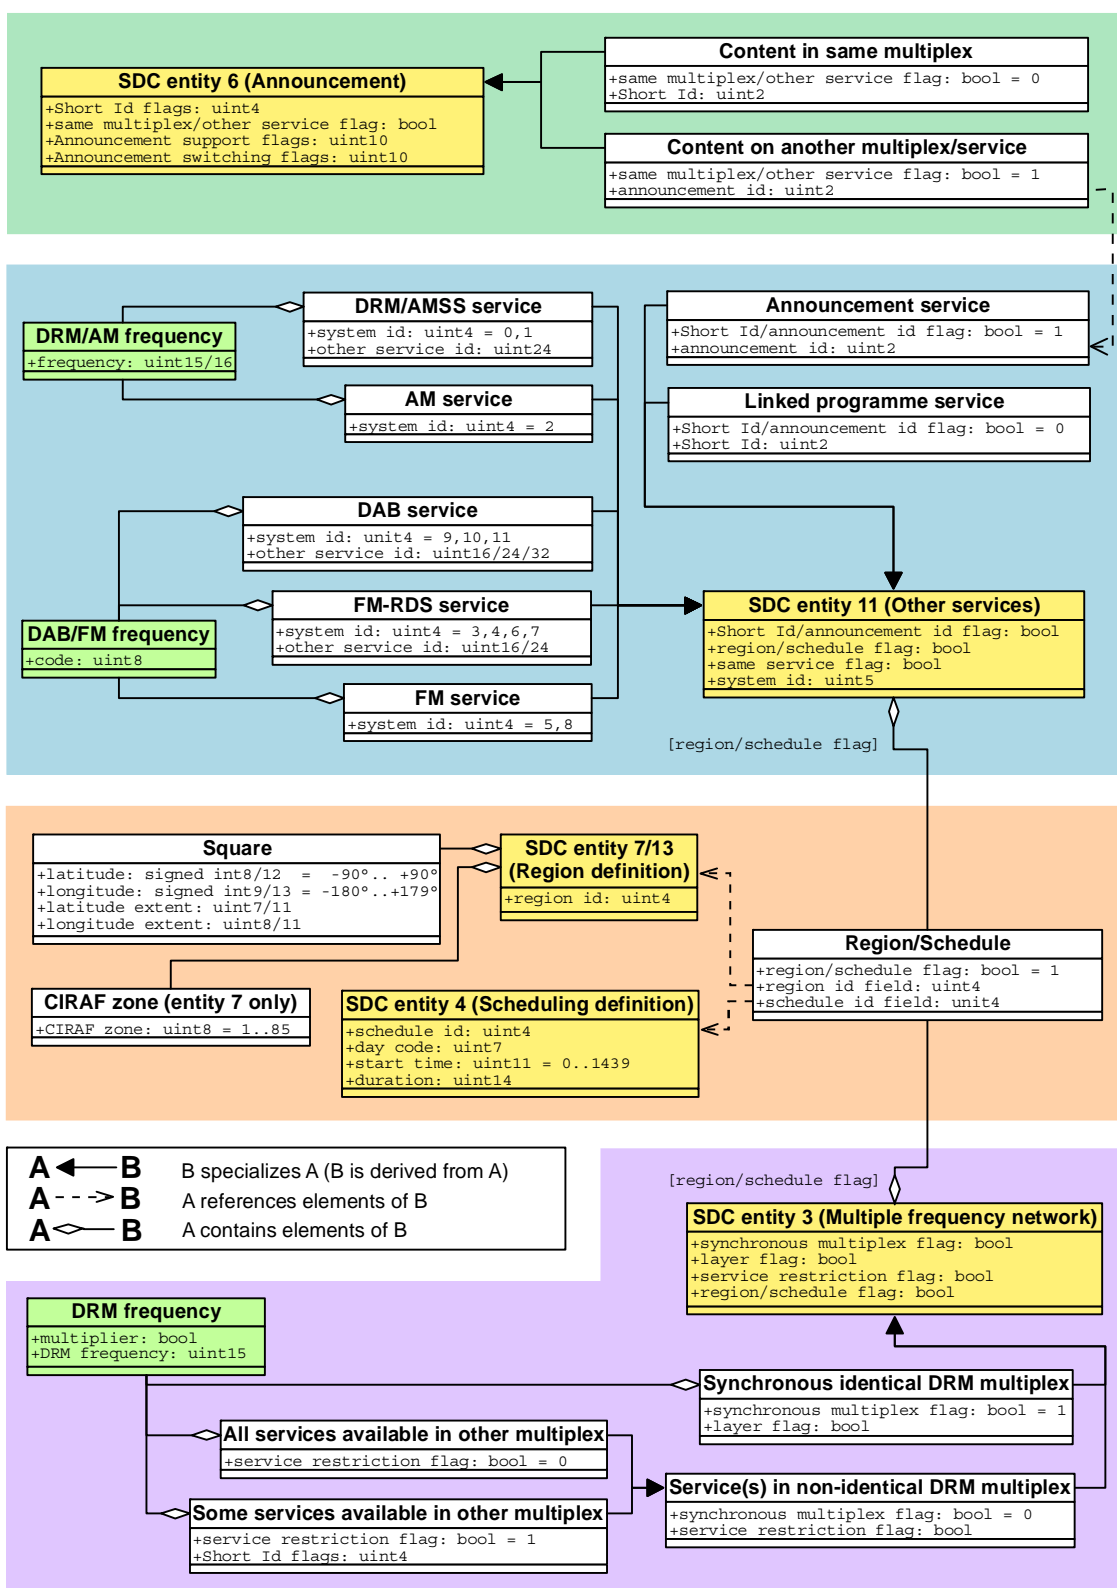 Content in same multiplex
+same multiplex/other service flag: bool = 0
+Short Id: uint2
SDC entity 6 (Announcement)
+Short Id flags: uint4
+same multiplex/other service flag: bool
+Announcement support flags: uint10
+Announcement switching flags: uint10
Content on another multiplex/service
+same multiplex/other service flag: bool = 1
+announcement id: uint2
DRM/AMSS service
+system id: uint4 = 0,1
+other service id: uint24
DRM/AM frequency
+frequency: uint15/16
AM service
+system id: uint4 = 2
Announcement service
+Short Id/announcement id flag: bool = 1
+announcement id: uint2
Linked programme service
+Short Id/announcement id flag: bool = 0
+Short Id: uint2
DAB service
+system id: unit4 = 9,10,11
+other service id: uint16/24/32
FM-RDS service
+system id: uint4 = 3,4,6,7
+other service id: uint16/24
DAB/FM frequency
+code: uint8
FM service
+system id: uint4 = 5,8
SDC entity 11 (Other services)
+Short Id/announcement id flag: bool
+region/schedule flag: bool
+same service flag: bool
+system id: uint5
[region/schedule flag]
Square
+latitude: signed int8/12  =  -90°.. +90°
+longitude: signed int9/13 = -180°..+179°
+latitude extent: uint7/11
+longitude extent: uint8/11
SDC entity 7/13
(Region definition)
+region id: uint4
Region/Schedule
+region/schedule flag: bool = 1
+region id field: uint4
+schedule id field: unit4
CIRAF zone (entity 7 only)
+CIRAF zone: uint8 = 1..85
SDC entity 4 (Scheduling definition)
+schedule id: uint4
+day code: uint7
+start time: uint11 = 0..1439
+duration: uint14
A B B specializes A (B is derived from A)
A B A references elements of B
A B A contains elements of B
[region/schedule flag]
SDC entity 3 (Multiple frequency network)
+synchronous multiplex flag: bool
+layer flag: bool
+service restriction flag: bool
+region/schedule flag: bool
DRM frequency
+multiplier: bool
+DRM frequency: uint15
Synchronous identical DRM multiplex
+synchronous multiplex flag: bool = 1
+layer flag: bool
All services available in other multiplex
+service restriction flag: bool = 0
Service(s) in non-identical DRM multiplex
+synchronous multiplex flag: bool = 0
+service restriction flag: bool
Some services available in other multiplex
+service restriction flag: bool = 1
+Short Id flags: uint4